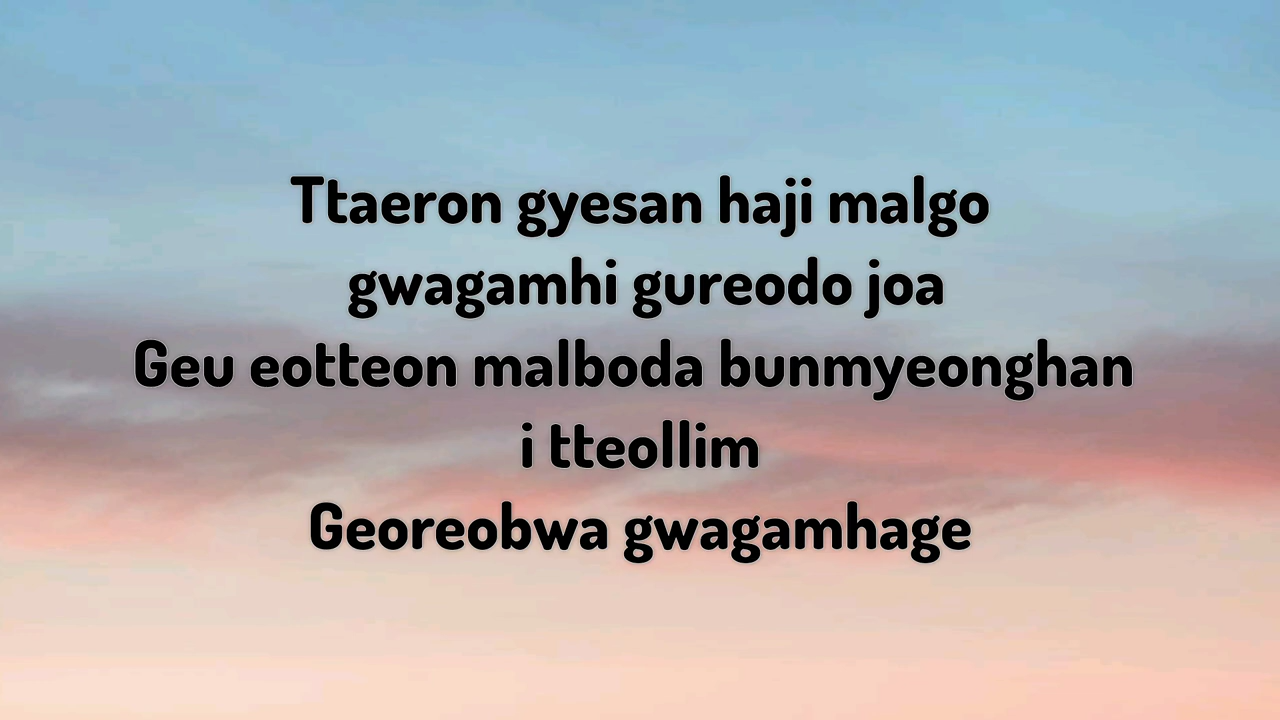 Ttaeron gyesan haji malgo
gwagamhi gureodo joa
Geu eotteon malboda bunmyeonghan
i tteollim
Georeobwa gwagamhage